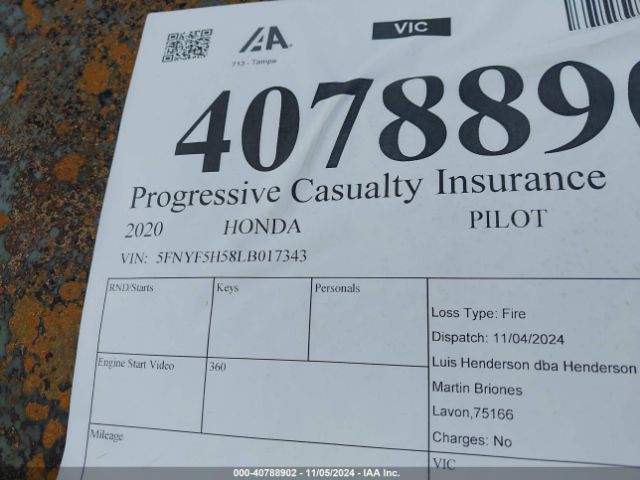 IAA
713 - Tampa
VIC
4078890
Progressive Casualty Insurance
2020 HONDA PILOT
VIN: 5FNYF5H58LB017343
RND/Starts
Keys
Personals
Loss Type: Fire
Dispatch: 11/04/2024
Engine Start Video
360
Luis Henderson dba Henderson
Martin Briones
Lavon,75166
Mileage
Charges: No
VIC
000-40788902 - 11/05/2024 - IAA Inc.